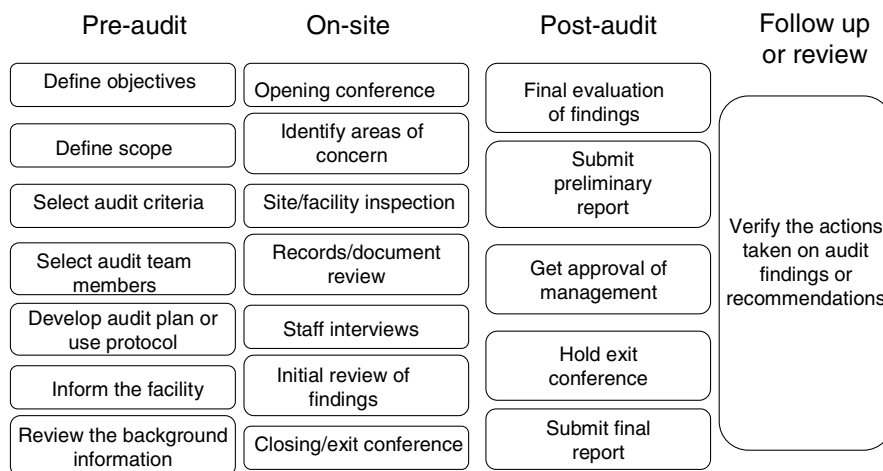 Pre-audit
Define objectives
Define scope
Select audit criteria
Select audit team
members
Develop audit plan or
use protocol
Inform the facility
Review the background
information
On-site
Opening conference
Identify areas of
concern
Site/facility inspection
Records/document
review
Staff interviews
Initial review of
findings
Closing/exit conference
Post-audit
Final evaluation
of findings
Submit
preliminary
report
Get approval of
management
Hold exit
conference
Submit final
report
Follow up
or review
Verify the actions
taken on audit
findings or
recommendations